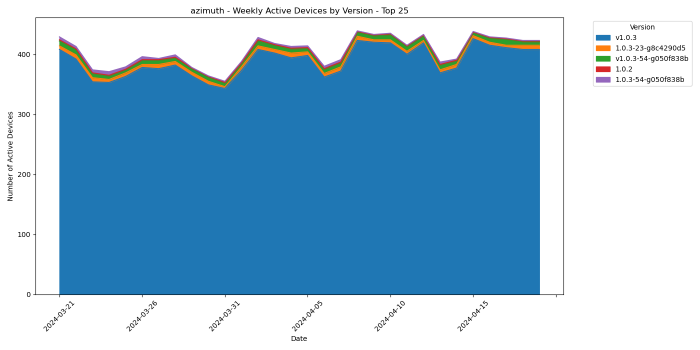 azimuth - Weekly Active Devices by Version - Top 25
Number of Active Devices
400
300
200
100
0
2024-03-21
2024-03-26
2024-03-31
2024-04-05
2024-04-10
2024-04-15
Date
Version
v1.0.3
1.0.3-23-g8c4290d5
v1.0.3-54-g050f838b
1.0.2
1.0.3-54-g050f838b